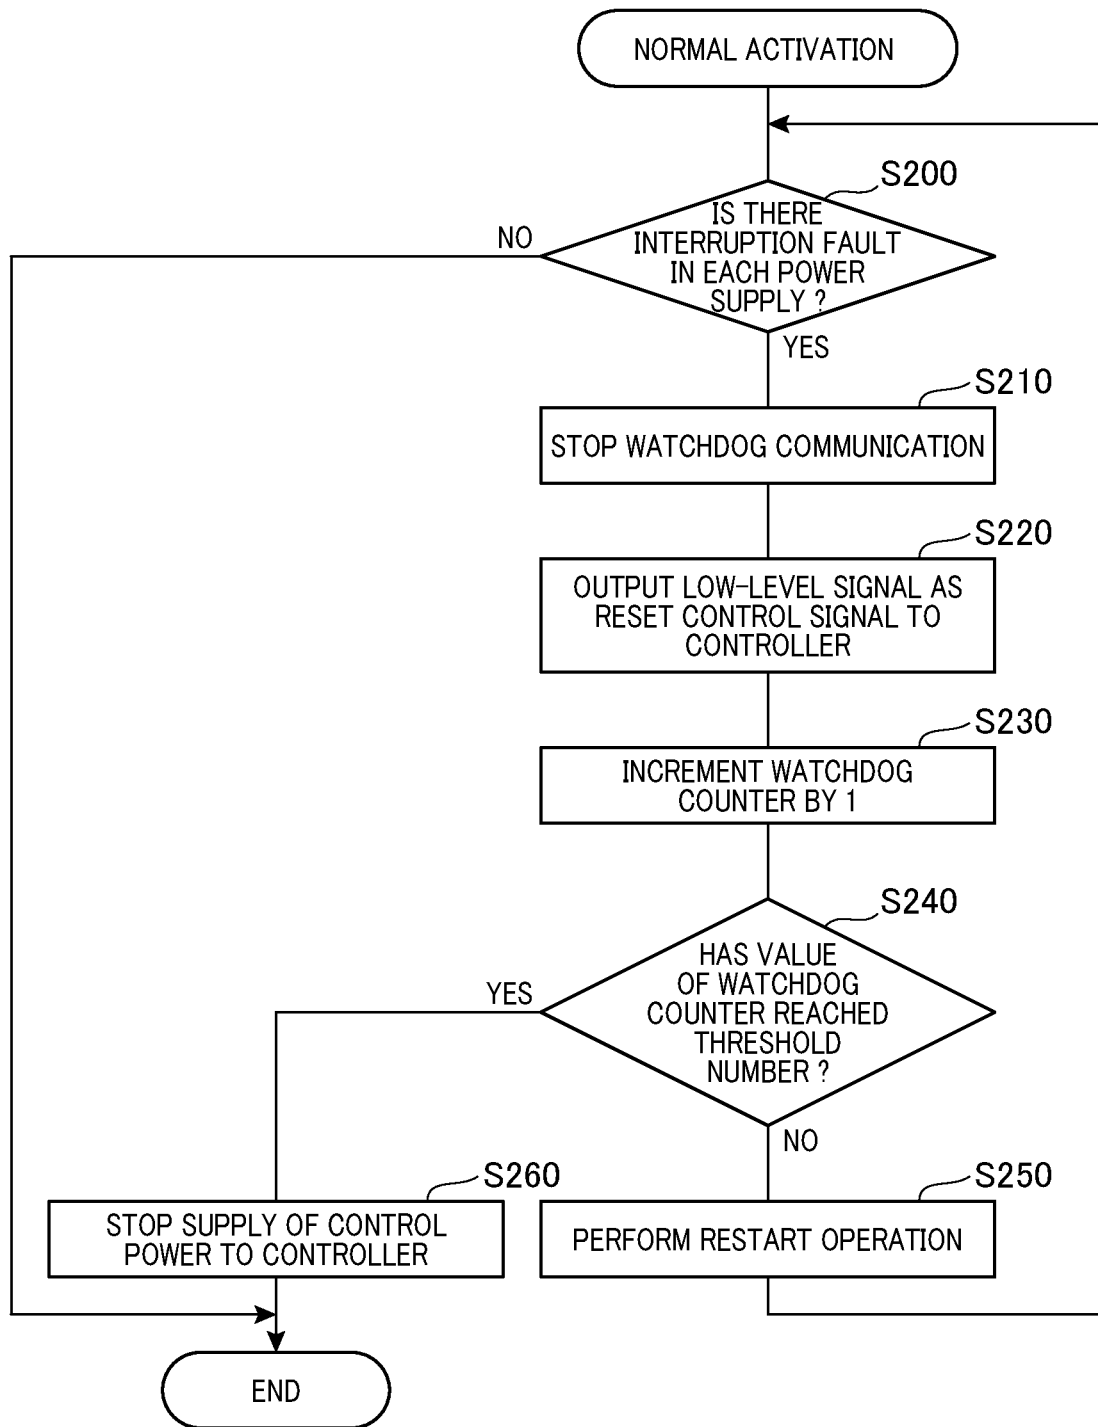 NORMAL ACTIVATION
S200
IS THERE
INTERRUPTION FAULT
IN EACH POWER
SUPPLY ?
NO
YES
S210
STOP WATCHDOG COMMUNICATION
S220
OUTPUT LOW-LEVEL SIGNAL AS
RESET CONTROL SIGNAL TO
CONTROLLER
S230
INCREMENT WATCHDOG
COUNTER BY 1
S240
HAS VALUE
OF WATCHDOG
COUNTER REACHED
THRESHOLD
NUMBER ?
YES
NO
S260
STOP SUPPLY OF CONTROL
POWER TO CONTROLLER
S250
PERFORM RESTART OPERATION
END